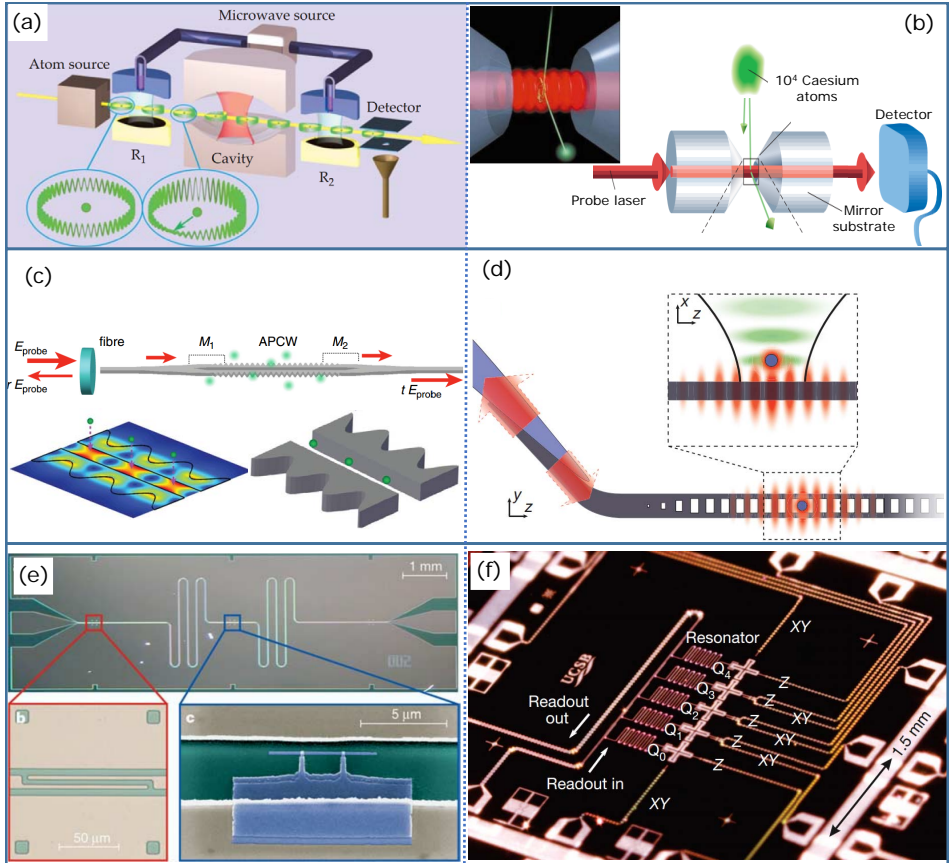 (a)
Microwave source
Atom source
Detector
R1
Cavity
R2
(b)
10⁴ Caesium
atoms
Detector
Probe laser
Mirror
substrate
(c)
Eprobe
fibre
M1
APCW
M2
r Eprobe
t Eprobe
(d)
x
z
y
z
(e)
1 mm
002
b
50 μm
c
5 μm
(f)
Resonator
XY
UCSB
Q4
Z
Q3
Z
XY
Readout
out
Q2
Z
XY
Q1
Z
XY
Q0
Z
Readout in
XY
1.5 mm